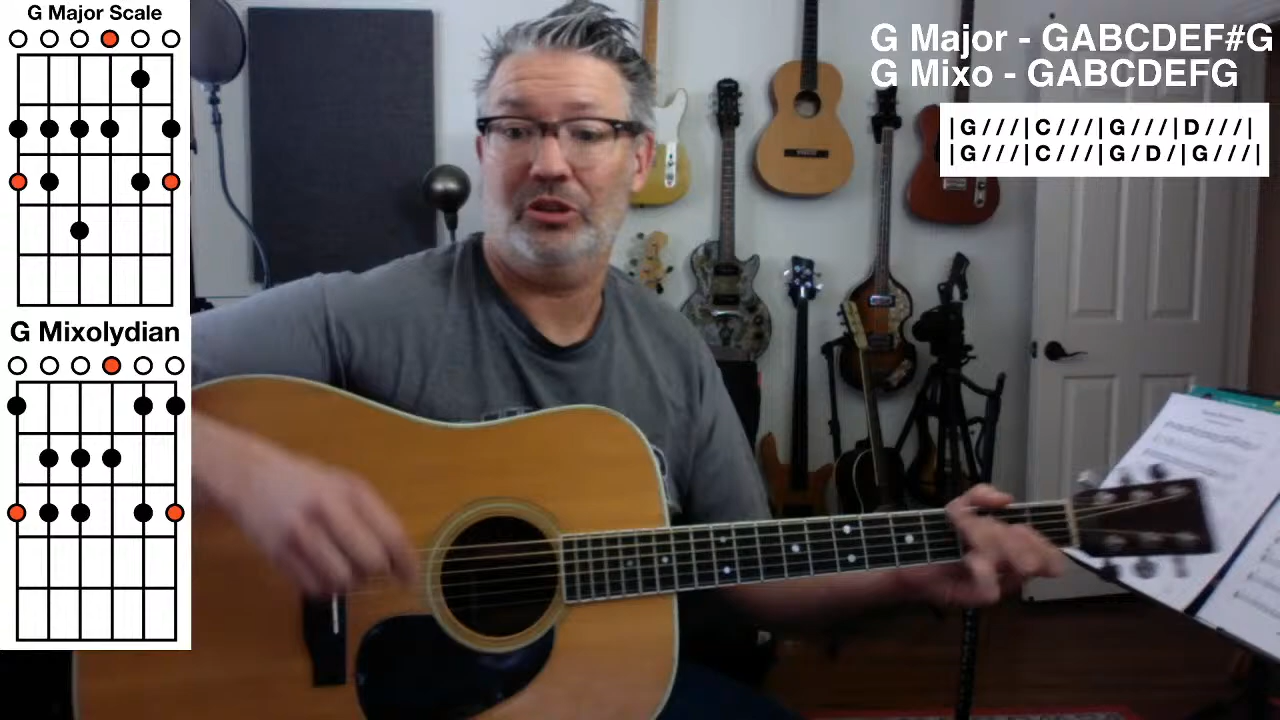 G Major Scale
G Mixolydian
G Major - GABCDEF#G
G Mixo - GABCDEFG
|G///|C///|G///|D///|
|G///|C///|G/D/|G///|